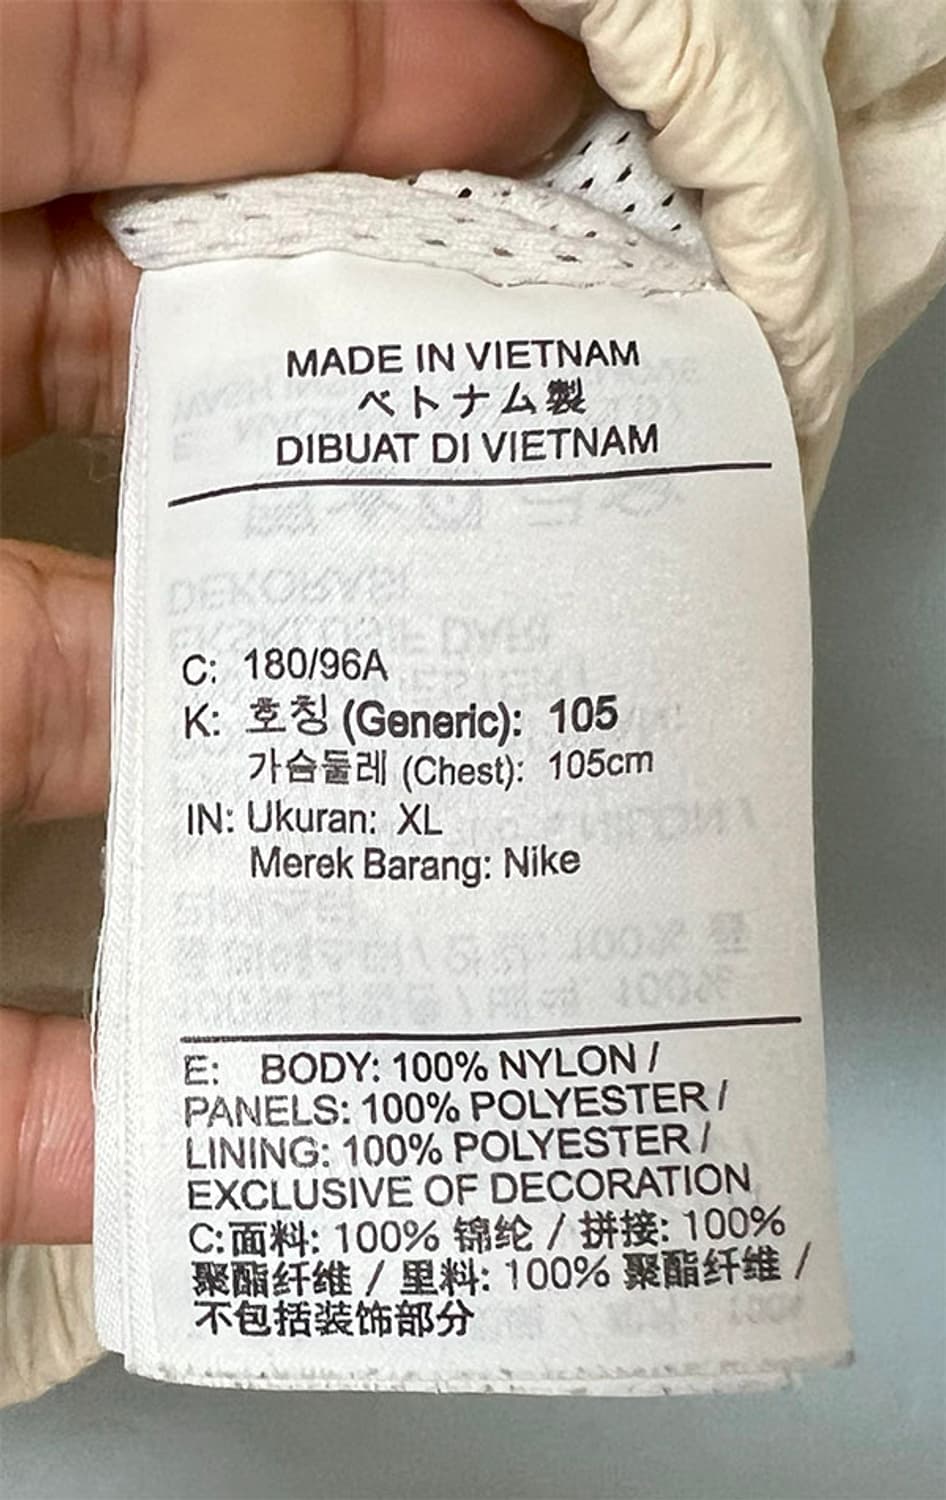 MADE IN VIETNAM
ベトナム製
DIBUAT DI VIETNAM
C: 180/96A
K: 호칭 (Generic): 105
가슴둘레 (Chest): 105cm
IN: Ukuran: XL
Merek Barang: Nike
E: BODY: 100% NYLON /
PANELS: 100% POLYESTER /
LINING: 100% POLYESTER /
EXCLUSIVE OF DECORATION
C:面料: 100% 锦纶 / 拼接: 100%
聚酯纤维 / 里料: 100% 聚酯纤维 /
不包括装饰部分